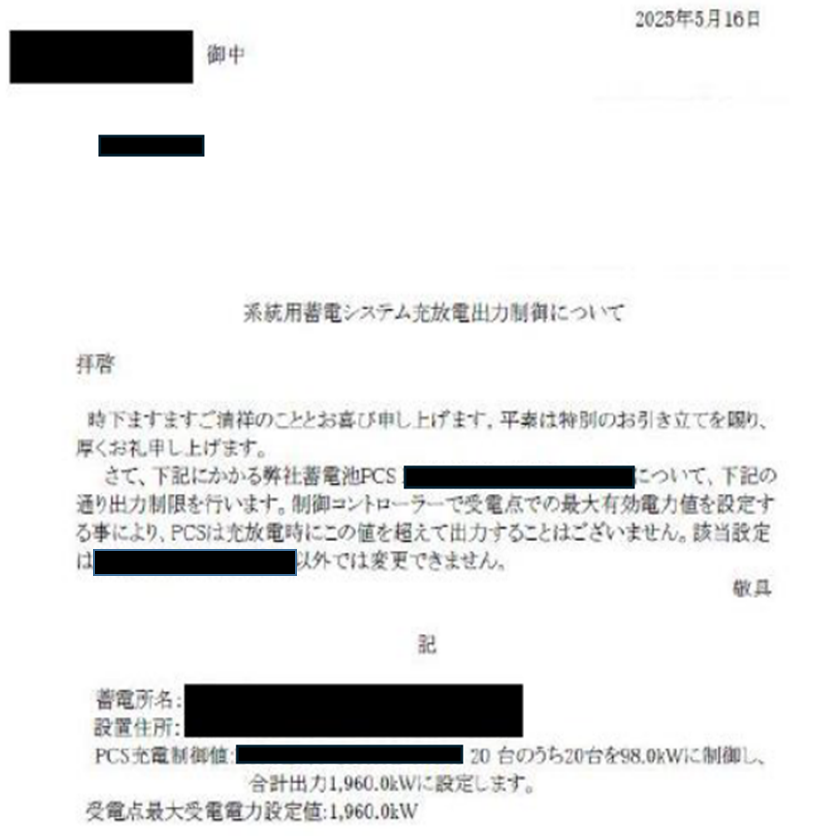 2025年5月16日
御中
系統用蓄電システム充放電出力制御について
拝啓
時下ますますご清祥のこととお喜び申し上げます。平素は特別のお引き立てを賜り、
厚くお礼申し上げます。
さて、下記にかかる弊社蓄電池PCS について、下記の
通り出力制限を行います。制御コントローラーで受電点での最大有効電力値を設定す
る事により、PCSは充放電時にこの値を超えて出力することはございません。該当設定
は 以外では変更できません。
敬具
記
蓄電所名:
設置住所:
PCS充電制御値: 20 台のうち20台を98.0kWに制御し、
合計出力1,960.0kWに設定します。
受電点最大受電電力設定値:1,960.0kW